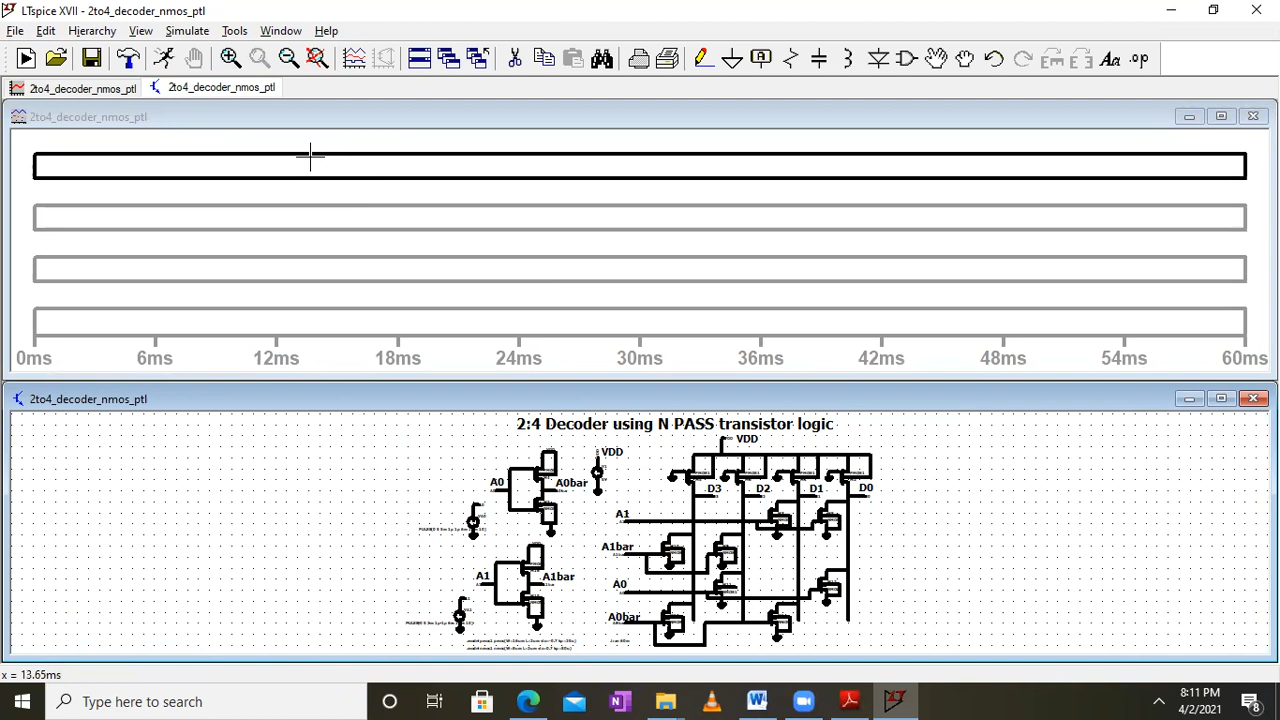 LTspice XVII - 2to4_decoder_nmos_ptl
File Edit Hierarchy View Simulate Tools Window Help
Aa .op
2to4_decoder_nmos_ptl 2to4_decoder_nmos_ptl
2to4_decoder_nmos_ptl
0ms 6ms 12ms 18ms 24ms 30ms 36ms 42ms 48ms 54ms 60ms
2to4_decoder_nmos_ptl
2:4 Decoder using N PASS transistor logic
VDD
VDD
A0 A0bar
D3 D2 D1 D0
A1
A1bar
A1 A1bar
A0
A0bar
x = 13.65ms
Type here to search
8:11 PM
4/2/2021
8